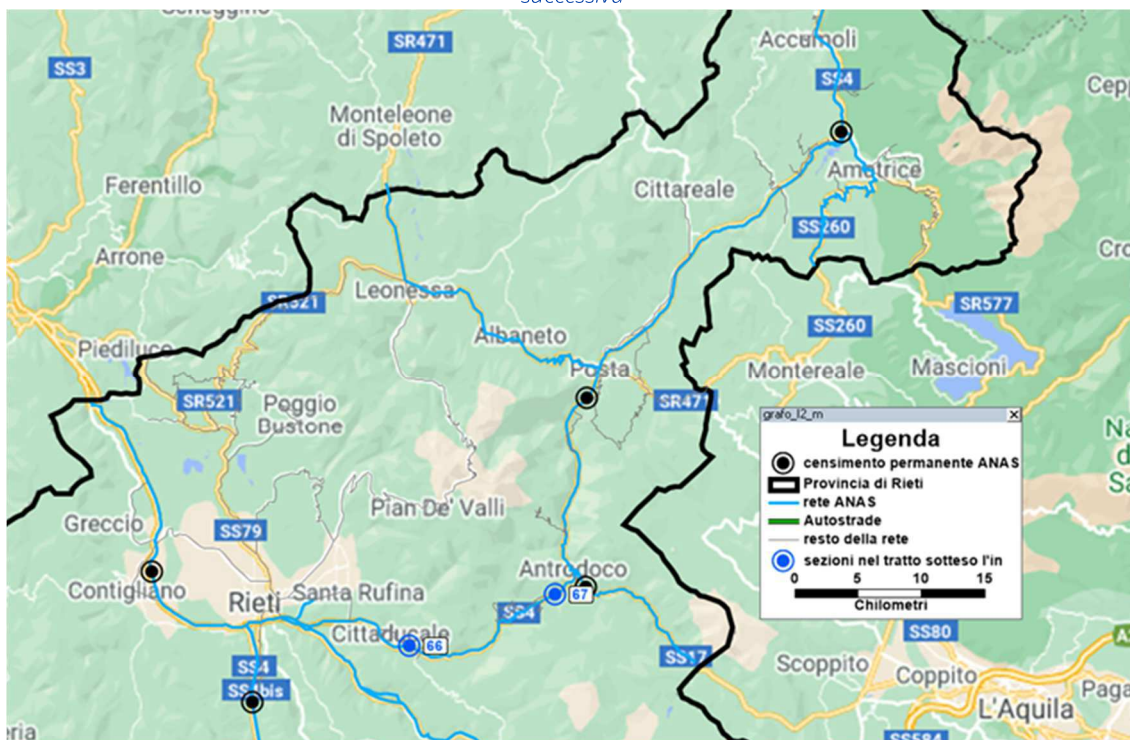 successiva
SR471
Accumoli
SS3
SS4
Monteleone
di Spoleto
Ferentillo
Cittareale
Amatrice
SS260
Arrone
Leonessa
SR521
SR577
SS260
Albaneto
Piediluco
Posta
Montereale
Mascioni
SR521
SR471
Poggio
Bustone
grafo_l2_m
Legenda
censimento permanente ANAS
Provincia di Rieti
rete ANAS
Autostrade
resto della rete
sezioni nel tratto sotteso l'in
0 5 10 15
Chilometri
Pian De' Valli
Greccio
SS79
Antrodoco
Contigliano
67
Rieti
Santa Rufina
SS4
Cittaducale
66
SS80
SS4
SS17
Scoppito
Coppito
SS4bis
L'Aquila
SS584